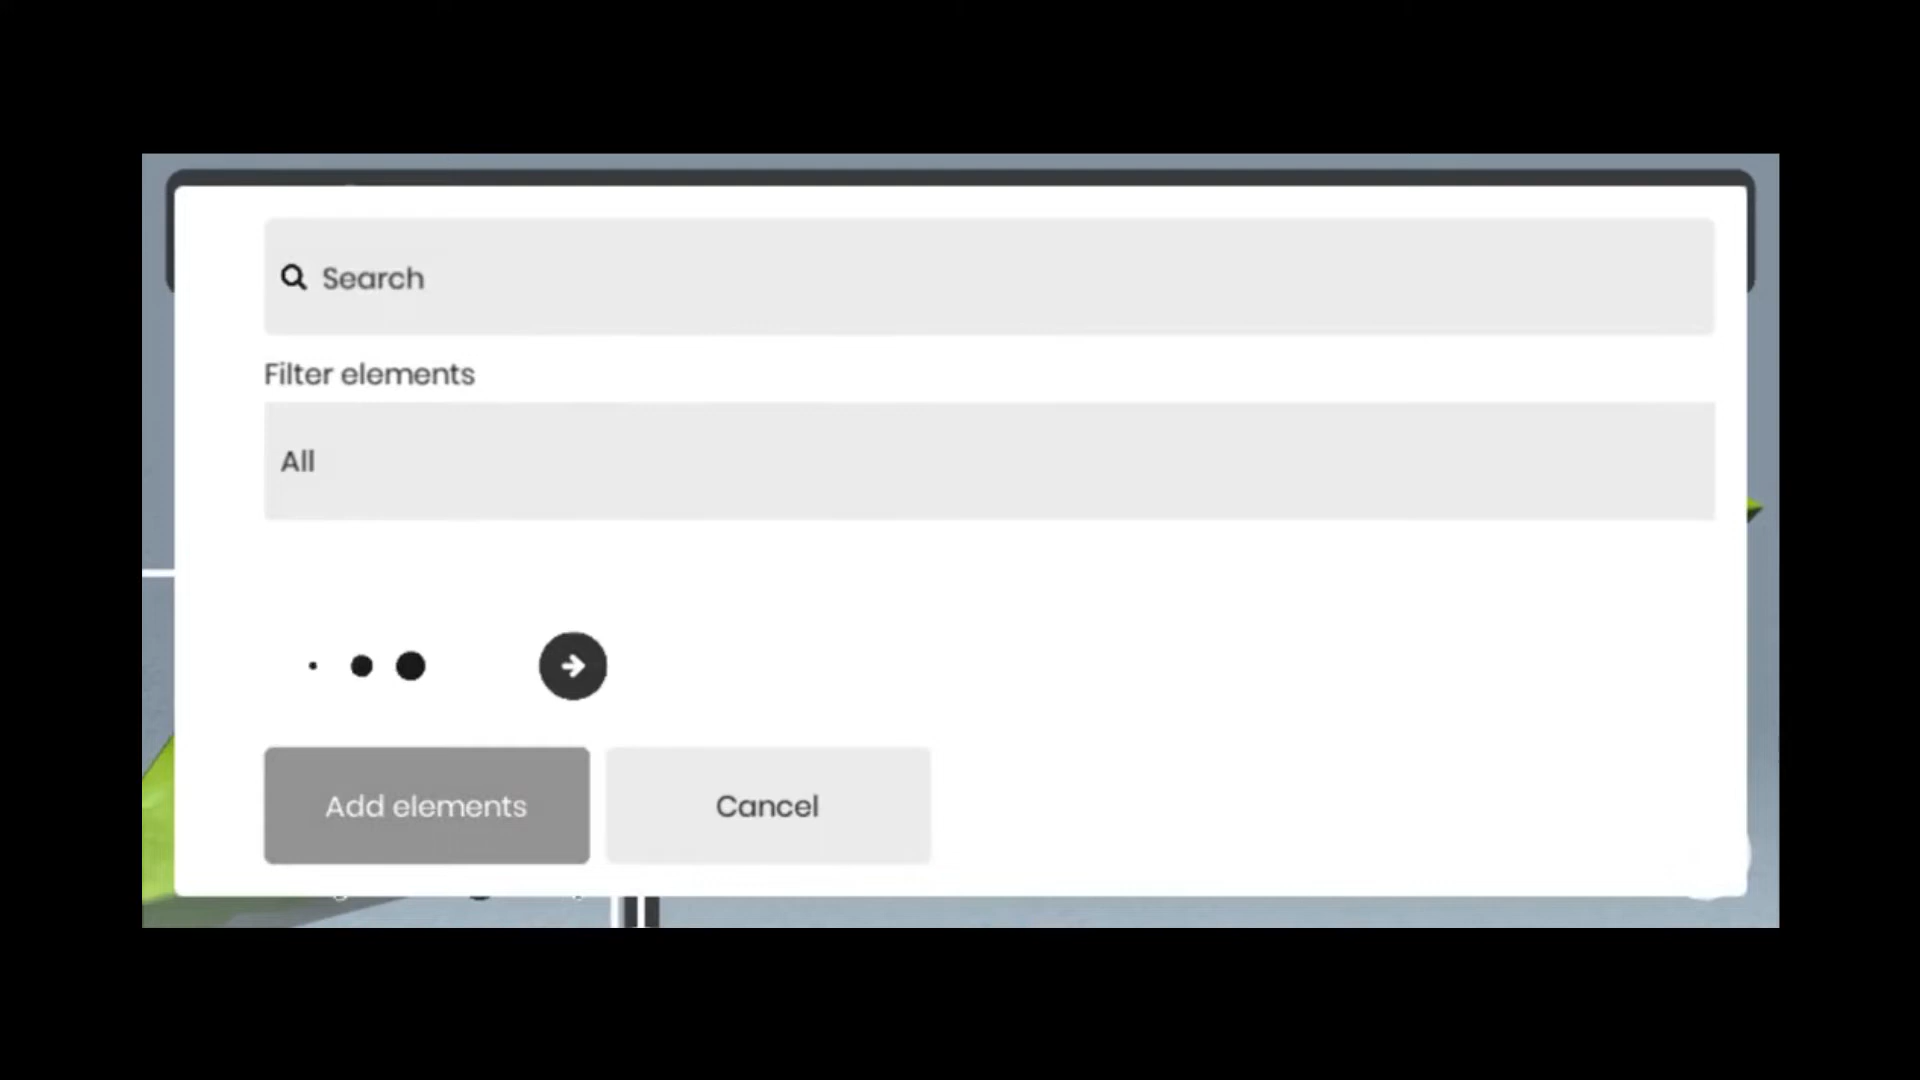 Search
Filter elements
All
Add elements
Cancel